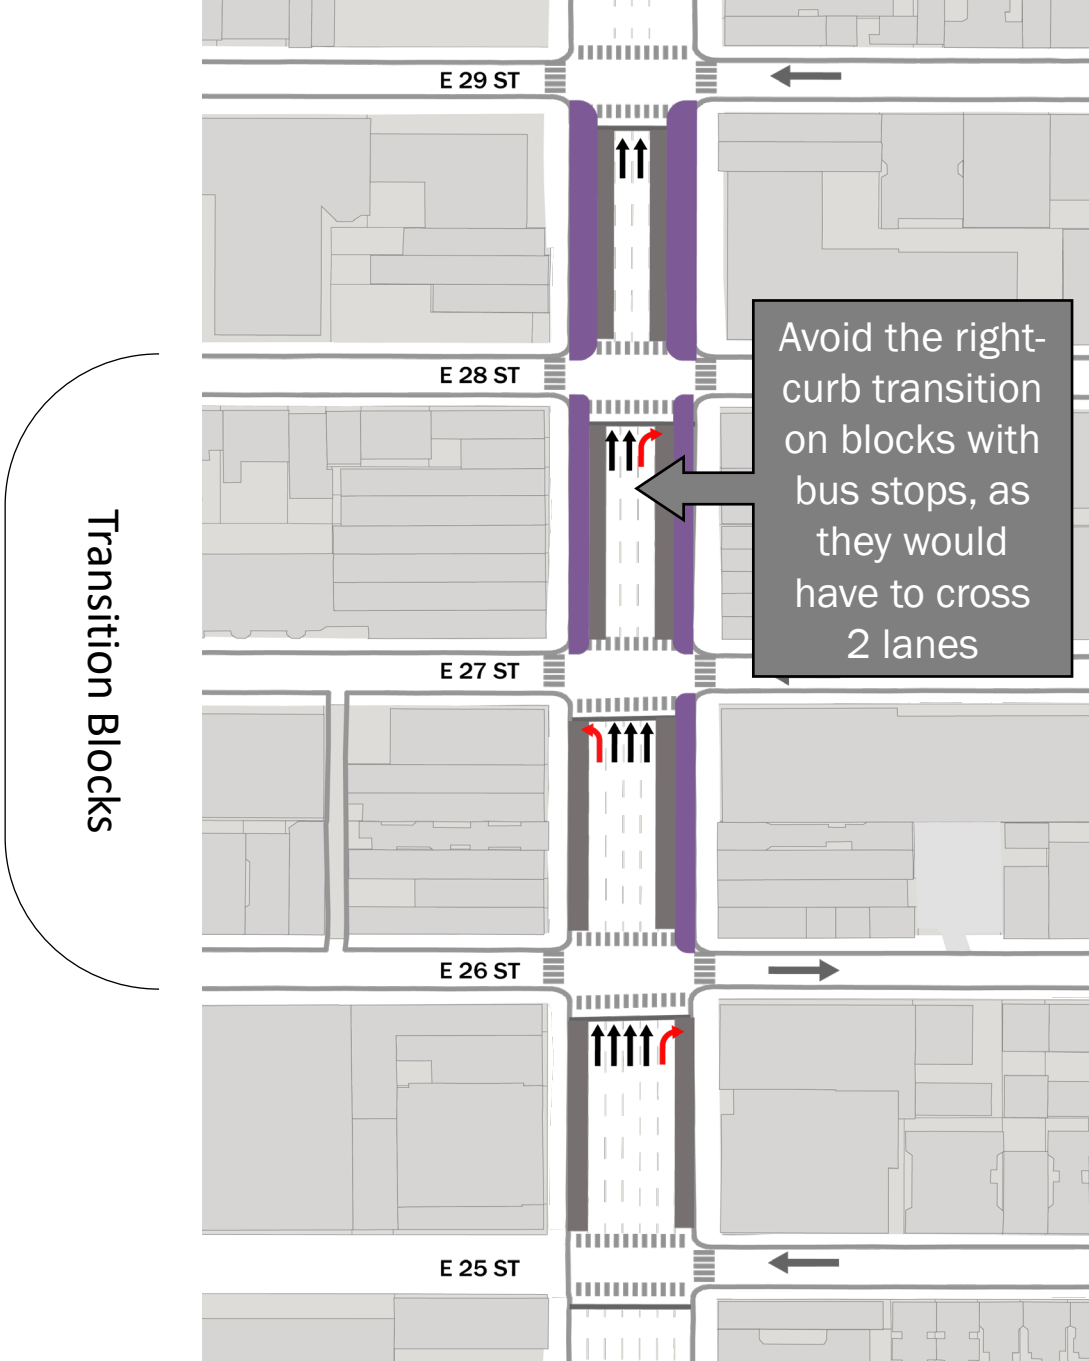 E 29 ST
E 28 ST
Avoid the right-
curb transition
on blocks with
bus stops, as
they would
have to cross
2 lanes
Transition Blocks
E 27 ST
E 26 ST
E 25 ST